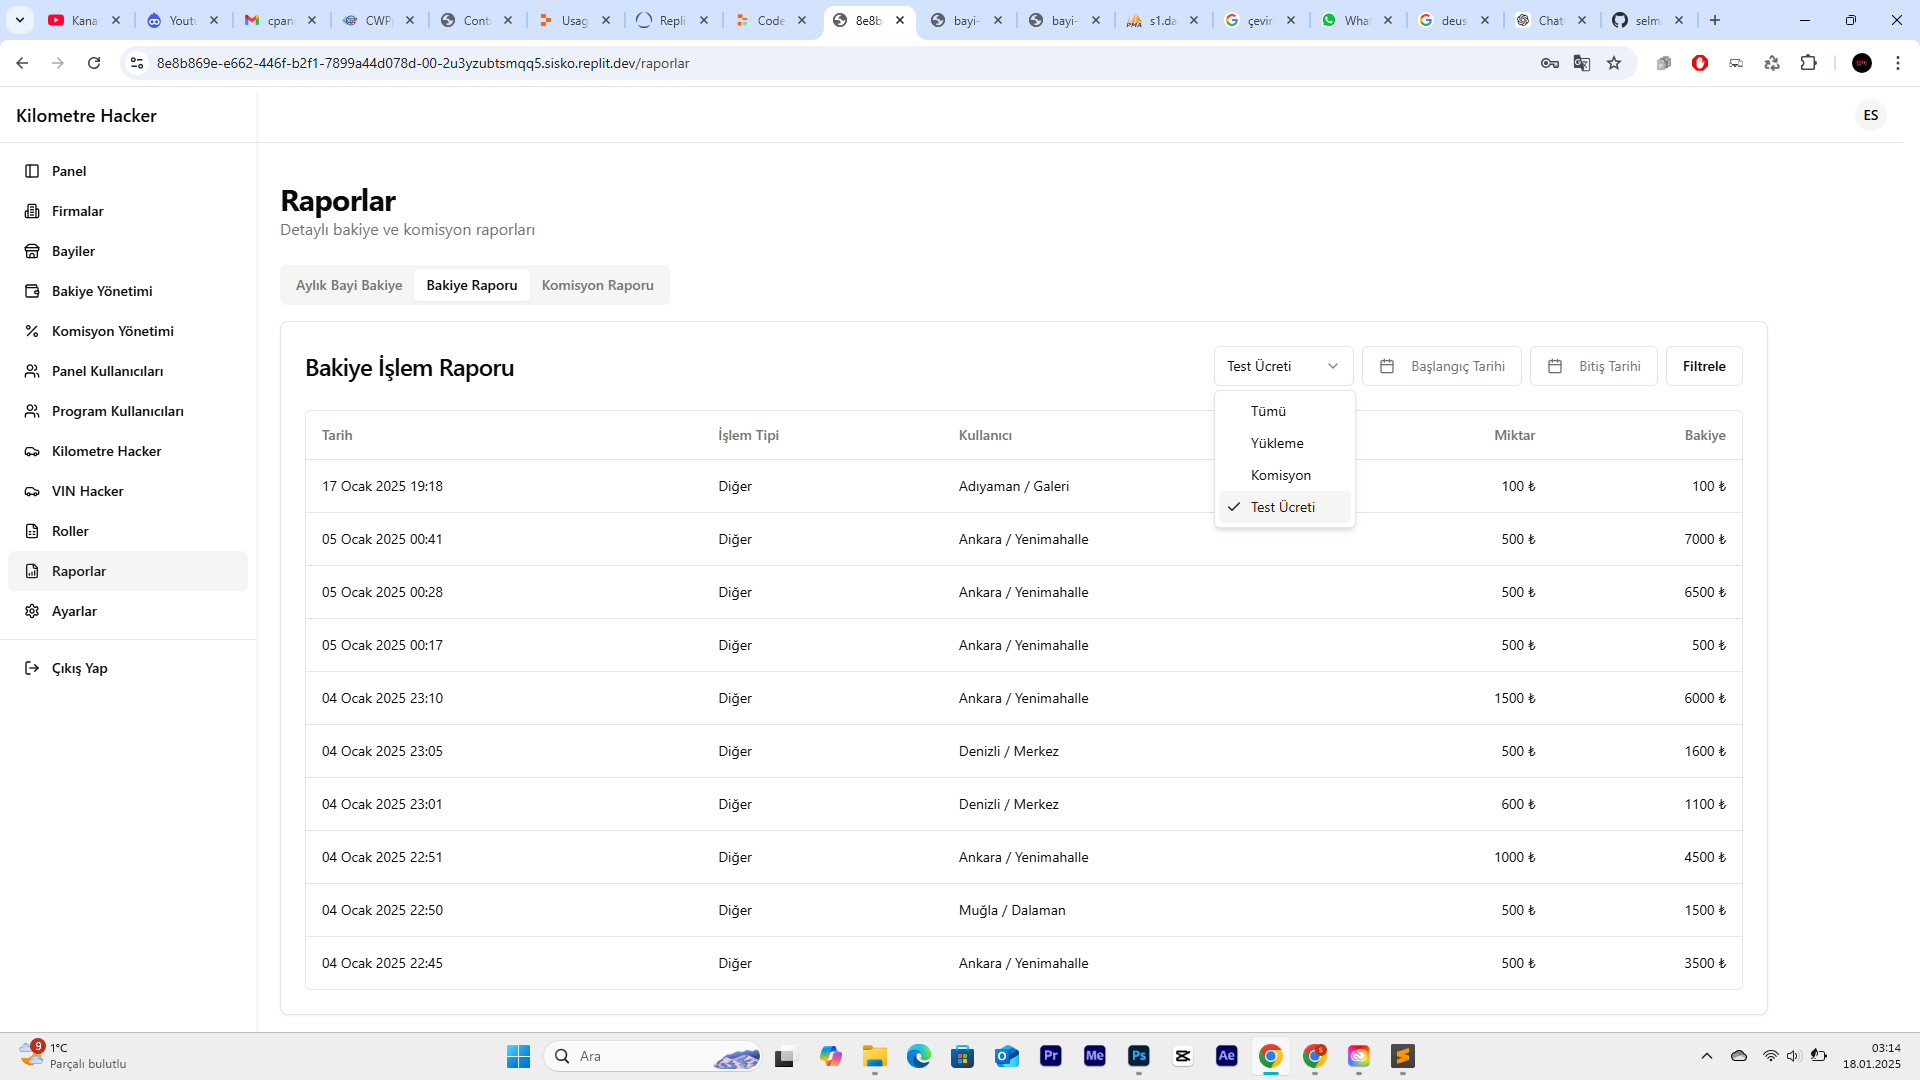 Kana
Youtu
cpan
CWP
Cont
Usag
Repli
Code
8e8b
bayi-
bayi-
s1.da
çevir
What
deus
Chat
selm
8e8b869e-e662-446f-b2f1-7899a44d078d-00-2u3yzubtsmqq5.sisko.replit.dev/raporlar
Kilometre Hacker
ES
Panel
Firmalar
Bayiler
Bakiye Yönetimi
Komisyon Yönetimi
Panel Kullanıcıları
Program Kullanıcıları
Kilometre Hacker
VIN Hacker
Roller
Raporlar
Ayarlar
Çıkış Yap
Raporlar
Detaylı bakiye ve komisyon raporları
Aylık Bayi Bakiye Bakiye Raporu Komisyon Raporu
Bakiye İşlem Raporu
Test Ücreti Başlangıç Tarihi Bitiş Tarihi Filtrele
Tümü
Yükleme
Komisyon
Test Ücreti
Tarih İşlem Tipi Kullanıcı Miktar Bakiye
17 Ocak 2025 19:18 Diğer Adıyaman / Galeri 100 ₺ 100 ₺
05 Ocak 2025 00:41 Diğer Ankara / Yenimahalle 500 ₺ 7000 ₺
05 Ocak 2025 00:28 Diğer Ankara / Yenimahalle 500 ₺ 6500 ₺
05 Ocak 2025 00:17 Diğer Ankara / Yenimahalle 500 ₺ 500 ₺
04 Ocak 2025 23:10 Diğer Ankara / Yenimahalle 1500 ₺ 6000 ₺
04 Ocak 2025 23:05 Diğer Denizli / Merkez 500 ₺ 1600 ₺
04 Ocak 2025 23:01 Diğer Denizli / Merkez 600 ₺ 1100 ₺
04 Ocak 2025 22:51 Diğer Ankara / Yenimahalle 1000 ₺ 4500 ₺
04 Ocak 2025 22:50 Diğer Muğla / Dalaman 500 ₺ 1500 ₺
04 Ocak 2025 22:45 Diğer Ankara / Yenimahalle 500 ₺ 3500 ₺
9
1°C
Parçalı bulutlu
Ara
Pr
Me
Ps
Ae
03:14
18.01.2025